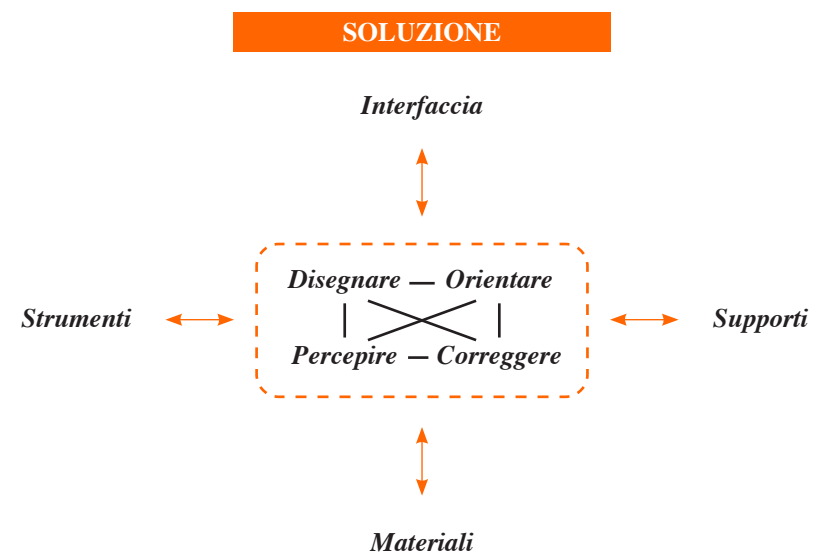 SOLUZIONE
Interfaccia
Disegnare — Orientare
Strumenti
Supporti
Percepire — Correggere
Materiali